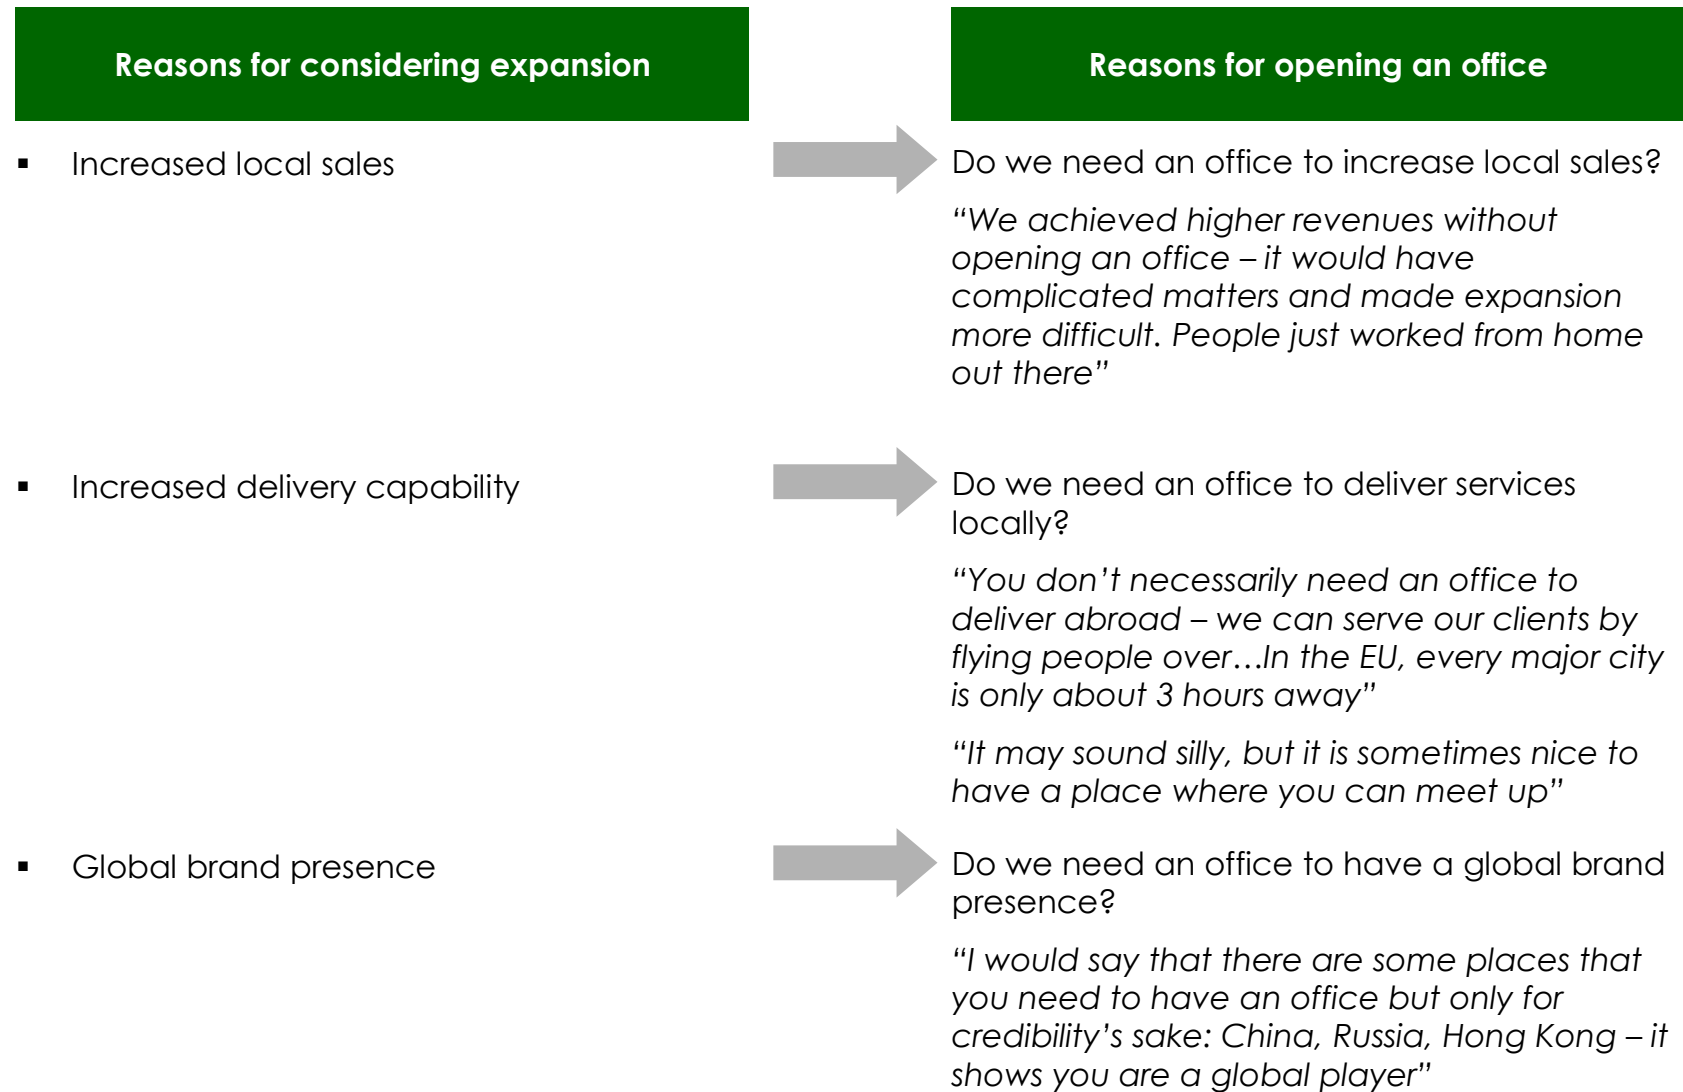 Reasons for considering expansion
Reasons for opening an office
▪ Increased local sales
Do we need an office to increase local sales?
“We achieved higher revenues without
opening an office – it would have
complicated matters and made expansion
more difficult. People just worked from home
out there”
▪ Increased delivery capability
Do we need an office to deliver services
locally?
“You don’t necessarily need an office to
deliver abroad – we can serve our clients by
flying people over…In the EU, every major city
is only about 3 hours away”
“It may sound silly, but it is sometimes nice to
have a place where you can meet up”
▪ Global brand presence
Do we need an office to have a global brand
presence?
“I would say that there are some places that
you need to have an office but only for
credibility’s sake: China, Russia, Hong Kong – it
shows you are a global player”